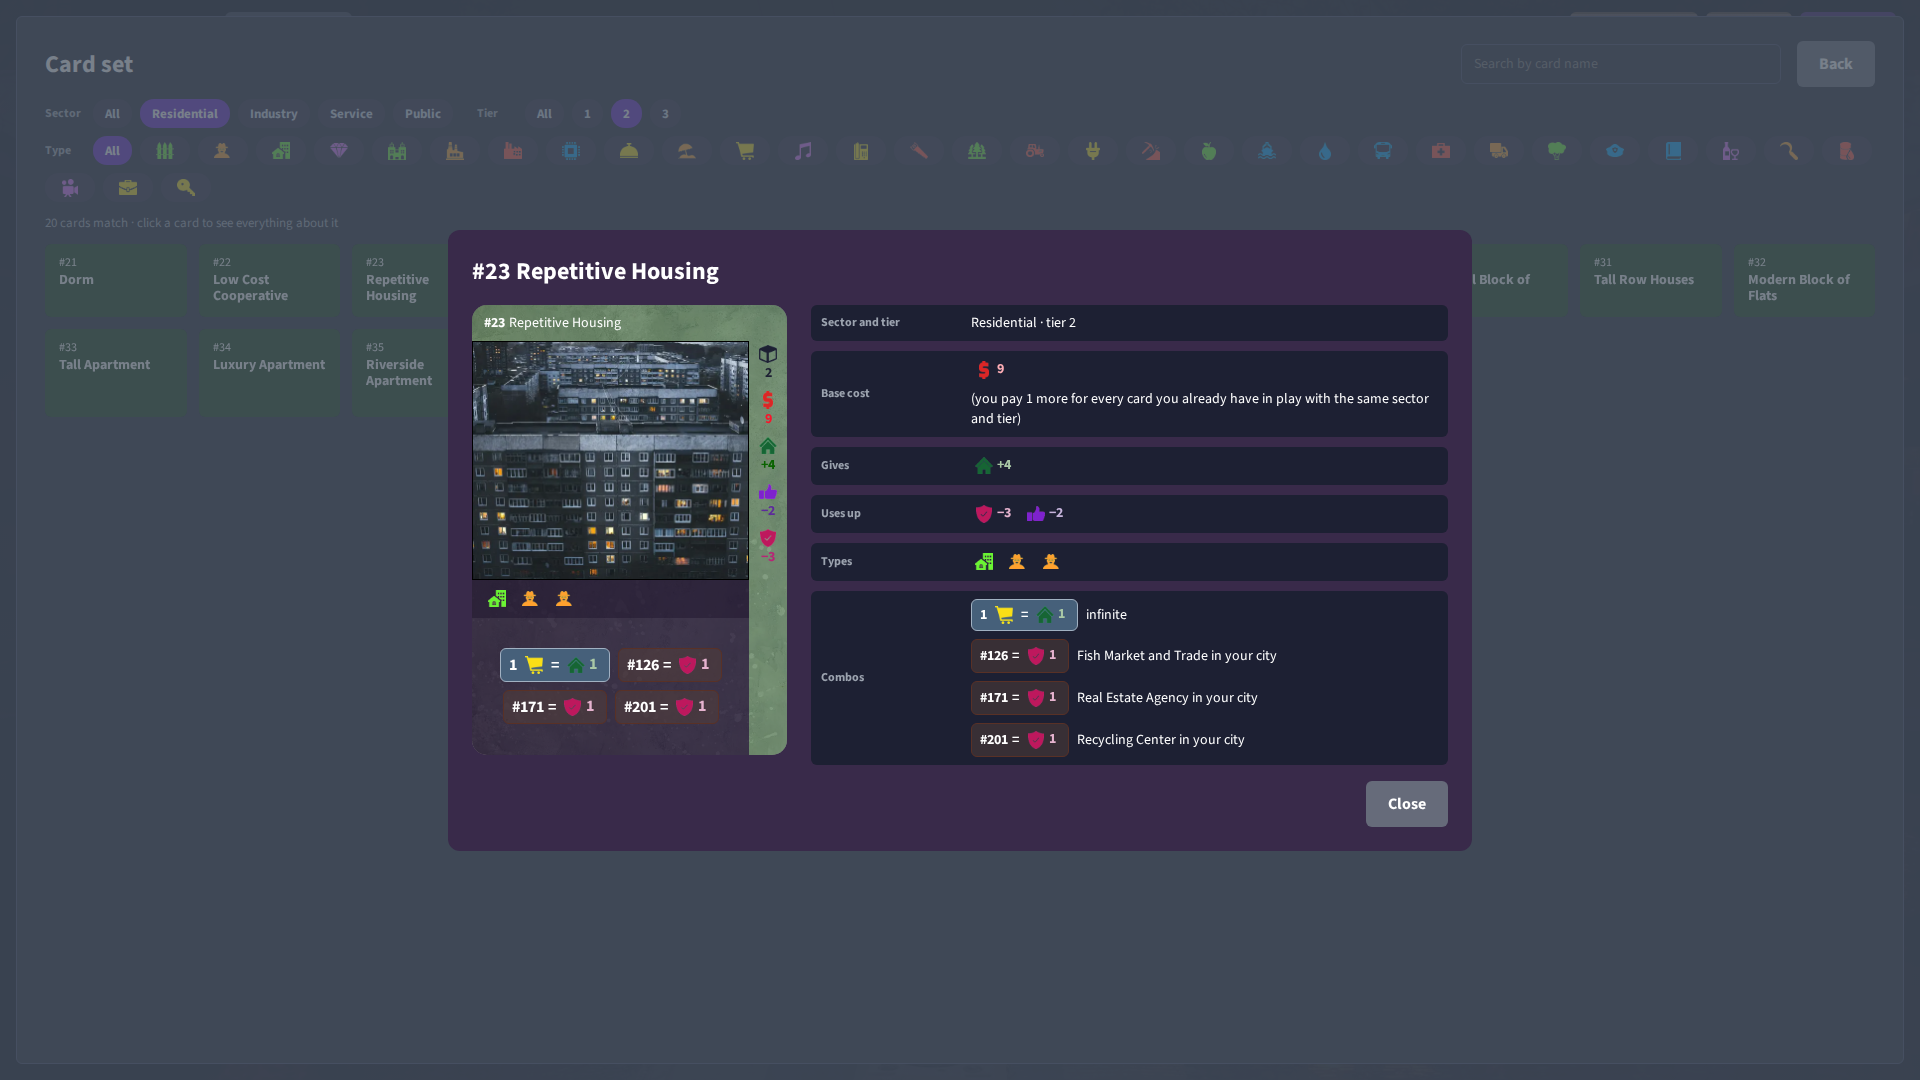 Card set
Search by card name
Back
Sector All Residential Industry Service Public Tier All 1 2 3
Type All
20 cards match · click a card to see everything about it
#21
Dorm
#22
Low Cost
Cooperative
#23
Repetitive
Housing
l Block of
#31
Tall Row Houses
#32
Modern Block of
Flats
#33
Tall Apartment
#34
Luxury Apartment
#35
Riverside
Apartment
#23 Repetitive Housing
#23 Repetitive Housing
2
9
+4
−2
−3
1 = 1
#126 = 1
#171 = 1
#201 = 1
Sector and tier
Residential · tier 2
Base cost
9
(you pay 1 more for every card you already have in play with the same sector
and tier)
Gives
+4
Uses up
−3 −2
Types
Combos
1 = 1 infinite
#126 = 1 Fish Market and Trade in your city
#171 = 1 Real Estate Agency in your city
#201 = 1 Recycling Center in your city
Close